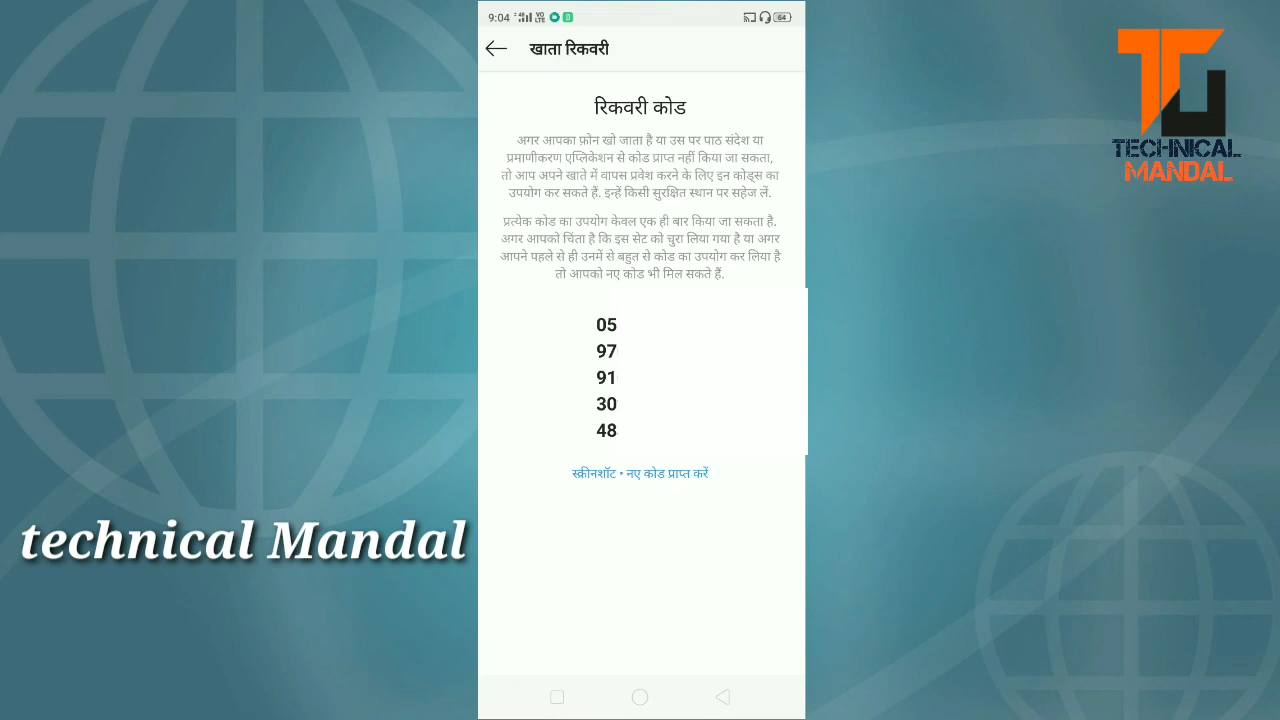 9:04
64
खाता रिकवरी
रिकवरी कोड
अगर आपका फ़ोन खो जाता है या उस पर पाठ संदेश या
प्रमाणीकरण एप्लिकेशन से कोड प्राप्त नहीं किया जा सकता,
तो आप अपने खाते में वापस प्रवेश करने के लिए इन कोड्स का
उपयोग कर सकते हैं. इन्हें किसी सुरक्षित स्थान पर सहेज लें.
प्रत्येक कोड का उपयोग केवल एक ही बार किया जा सकता है.
अगर आपको चिंता है कि इस सेट को चुरा लिया गया है या अगर
आपने पहले से ही उनमें से बहुत से कोड का उपयोग कर लिया है
तो आपको नए कोड भी मिल सकते हैं.
05
97
91
30
48
स्क्रीनशॉट • नए कोड प्राप्त करें
technical Mandal
TECHNICAL
MANDAL